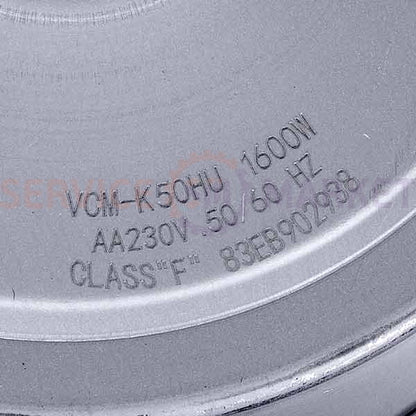 VCM-K50HU 1600W
AA230V .50/60 HZ
CLASS"F" 83EB902938